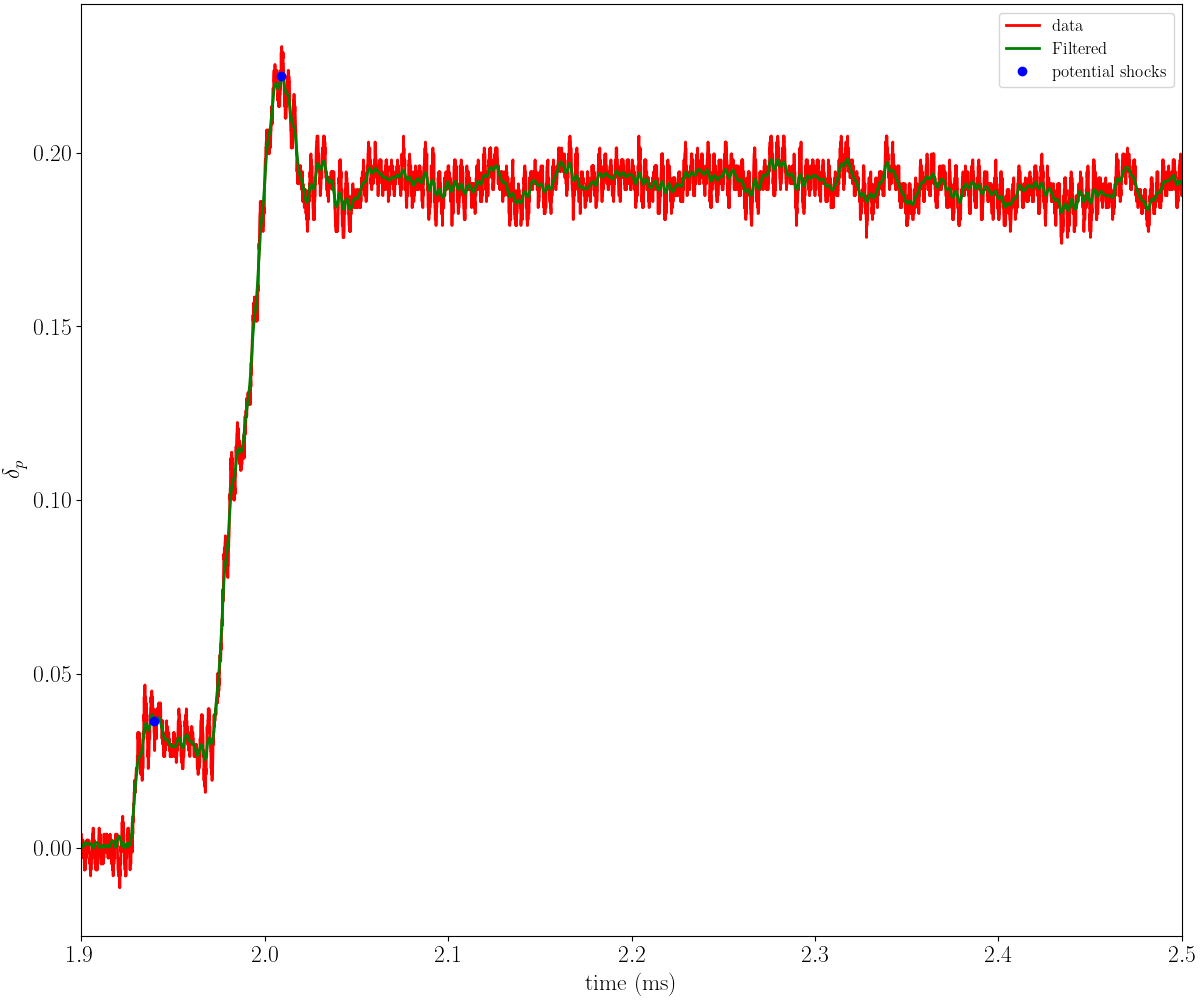 data
Filtered
potential shocks
0.20
0.15
0.10
0.05
0.00
δp
1.9 2.0 2.1 2.2 2.3 2.4 2.5
time (ms)